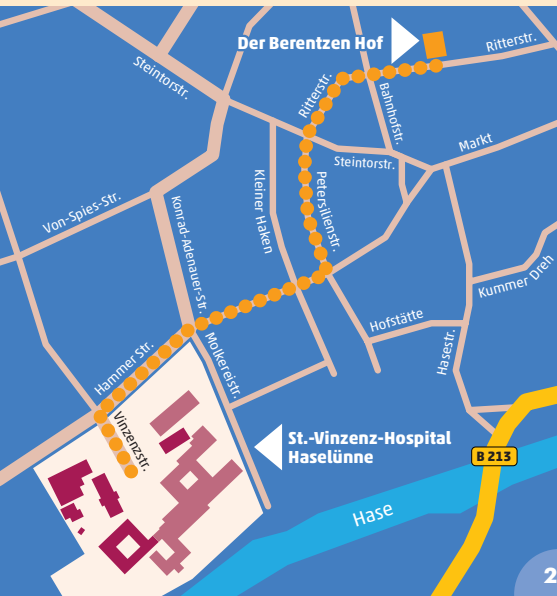 Der Berentzen Hof
Ritterstr.
Steintorstr.
Ritterstr.
Bahnhofstr.
Markt
Steintorstr.
Kleiner Haken
Petersilienstr.
Von-Spies-Str.
Konrad-Adenauer-Str.
Kummer Dreh
Hofstätte
Hasestr.
Hammer Str.
Molkereistr.
Vinzenzstr.
St.-Vinzenz-Hospital
Haselünne
B 213
Hase
2